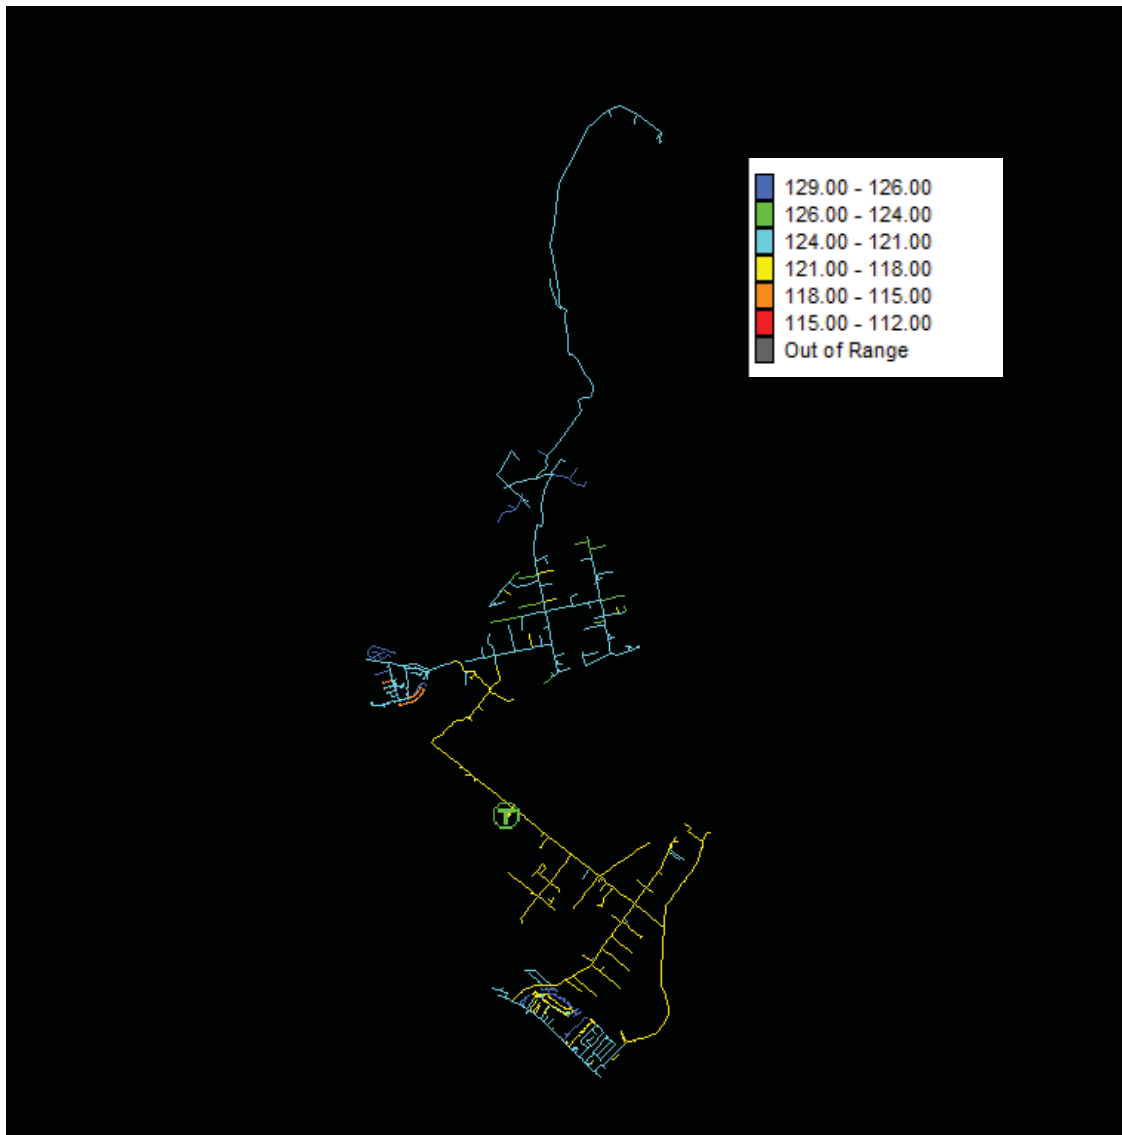 129.00 - 126.00
126.00 - 124.00
124.00 - 121.00
121.00 - 118.00
118.00 - 115.00
115.00 - 112.00
Out of Range
T